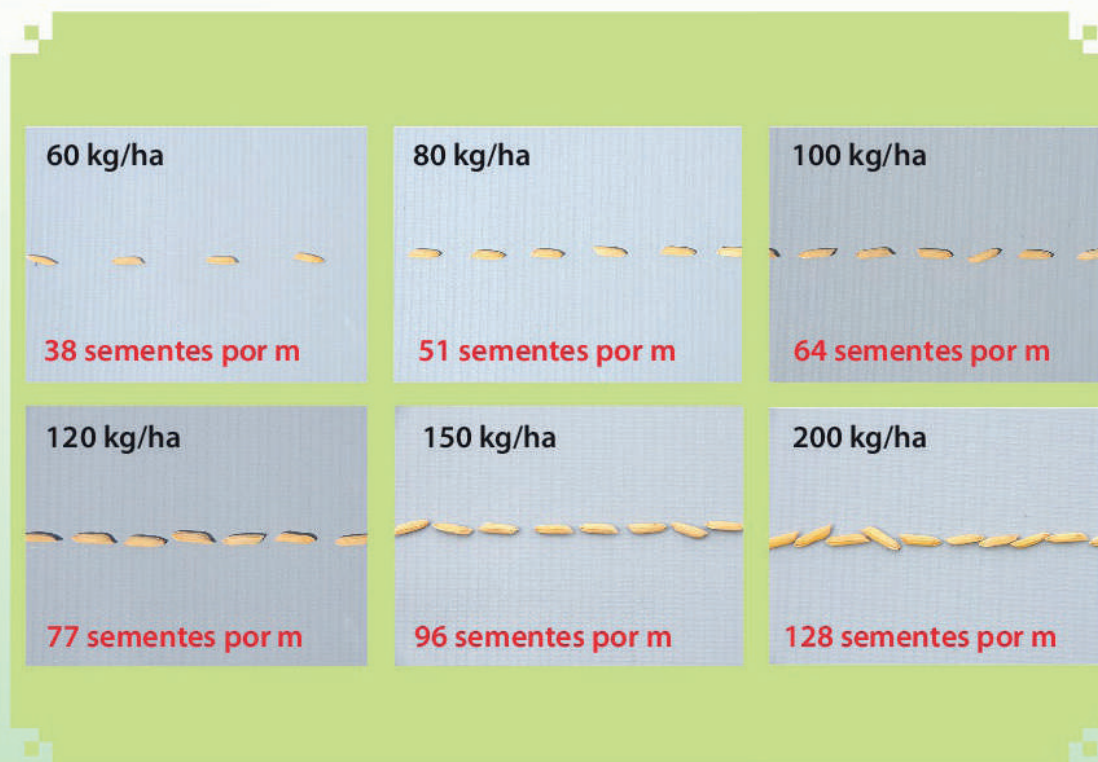 60 kg/ha
38 sementes por m
80 kg/ha
51 sementes por m
100 kg/ha
64 sementes por m
120 kg/ha
77 sementes por m
150 kg/ha
96 sementes por m
200 kg/ha
128 sementes por m